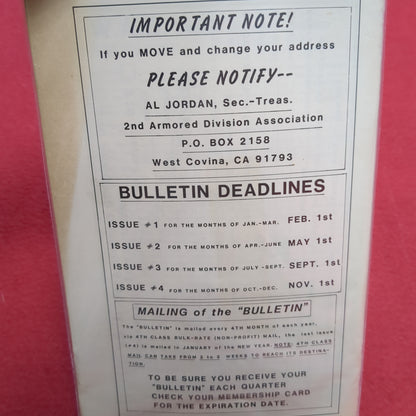 IMPORTANT NOTE!
If you MOVE and change your address
PLEASE NOTIFY--
AL JORDAN, Sec.-Treas.
2nd Armored Division Association
P.O. BOX 2158
West Covina, CA 91793
BULLETIN DEADLINES
ISSUE #1 FOR THE MONTHS OF JAN.-MAR. FEB. 1st
ISSUE #2 FOR THE MONTHS OF APR.-JUNE MAY 1st
ISSUE #3 FOR THE MONTHS OF JULY-SEPT. SEPT. 1st
ISSUE #4 FOR THE MONTHS OF OCT.-DEC. NOV. 1st
MAILING of the "BULLETIN"
The "BULLETIN" is mailed every 4TH MONTH of each year,
via 4TH CLASS BULK-RATE (NON-PROFIT) MAIL, the last issue
(#4) is mailed in JANUARY of the NEW YEAR. NOTE: 4TH CLASS
MAIL CAN TAKE FROM 2 to 6 WEEKS TO REACH ITS DESTINA-
TION.
TO BE SURE YOU RECEIVE YOUR
"BULLETIN" EACH QUARTER
CHECK YOUR MEMBERSHIP CARD
FOR THE EXPIRATION DATE.